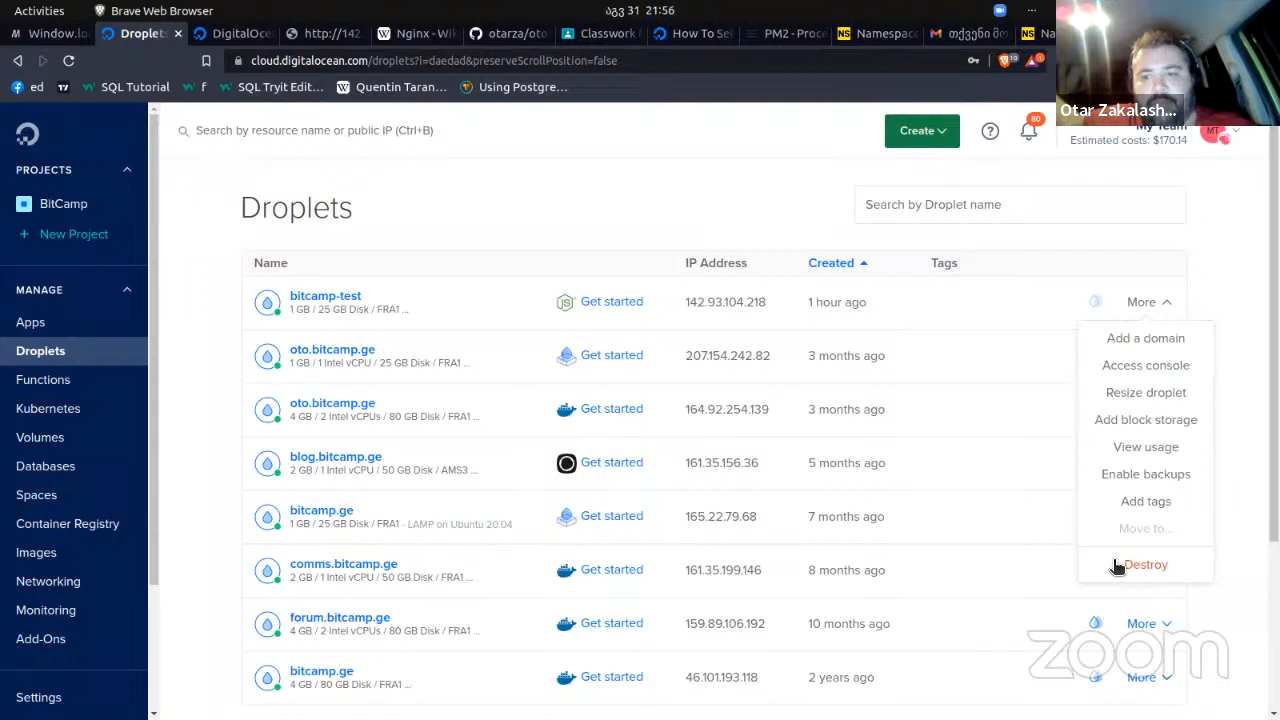 Activities
Brave Web Browser
აგვ 31 21:56
Window.lo
Droplets
DigitalOce
http://142
Nginx - Wik
otarza/oto
Classwork
How To Set
PM2 - Proce
Namespac
თქვენი მო
cloud.digitalocean.com/droplets?i=daedad&preserveScrollPosition=false
10
1
ed
SQL Tutorial
f
SQL Tryit Edit...
Quentin Taran...
Using Postgre...
Otar Zakalash...
Search by resource name or public IP (Ctrl+B)
Create
80
My Team
Estimated costs: $170.14
MT
PROJECTS
BitCamp
+ New Project
MANAGE
Apps
Droplets
Functions
Kubernetes
Volumes
Databases
Spaces
Container Registry
Images
Networking
Monitoring
Add-Ons
Settings
Droplets
Search by Droplet name
Name IP Address Created Tags
bitcamp-test
1 GB / 25 GB Disk / FRA1 ...
Get started 142.93.104.218 1 hour ago More
oto.bitcamp.ge
1 GB / 1 Intel vCPU / 25 GB Disk / FRA1 ...
Get started 207.154.242.82 3 months ago
oto.bitcamp.ge
4 GB / 2 Intel vCPUs / 80 GB Disk / FRA1 ...
Get started 164.92.254.139 3 months ago
blog.bitcamp.ge
2 GB / 1 Intel vCPU / 50 GB Disk / AMS3 ...
Get started 161.35.156.36 5 months ago
bitcamp.ge
1 GB / 25 GB Disk / FRA1 - LAMP on Ubuntu 20.04
Get started 165.22.79.68 7 months ago
comms.bitcamp.ge
2 GB / 1 Intel vCPU / 50 GB Disk / FRA1 ...
Get started 161.35.199.146 8 months ago
forum.bitcamp.ge
4 GB / 2 Intel vCPUs / 80 GB Disk / FRA1 ...
Get started 159.89.106.192 10 months ago More
bitcamp.ge
4 GB / 80 GB Disk / FRA1 ...
Get started 46.101.193.118 2 years ago More
Add a domain
Access console
Resize droplet
Add block storage
View usage
Enable backups
Add tags
Move to...
Destroy
zoom